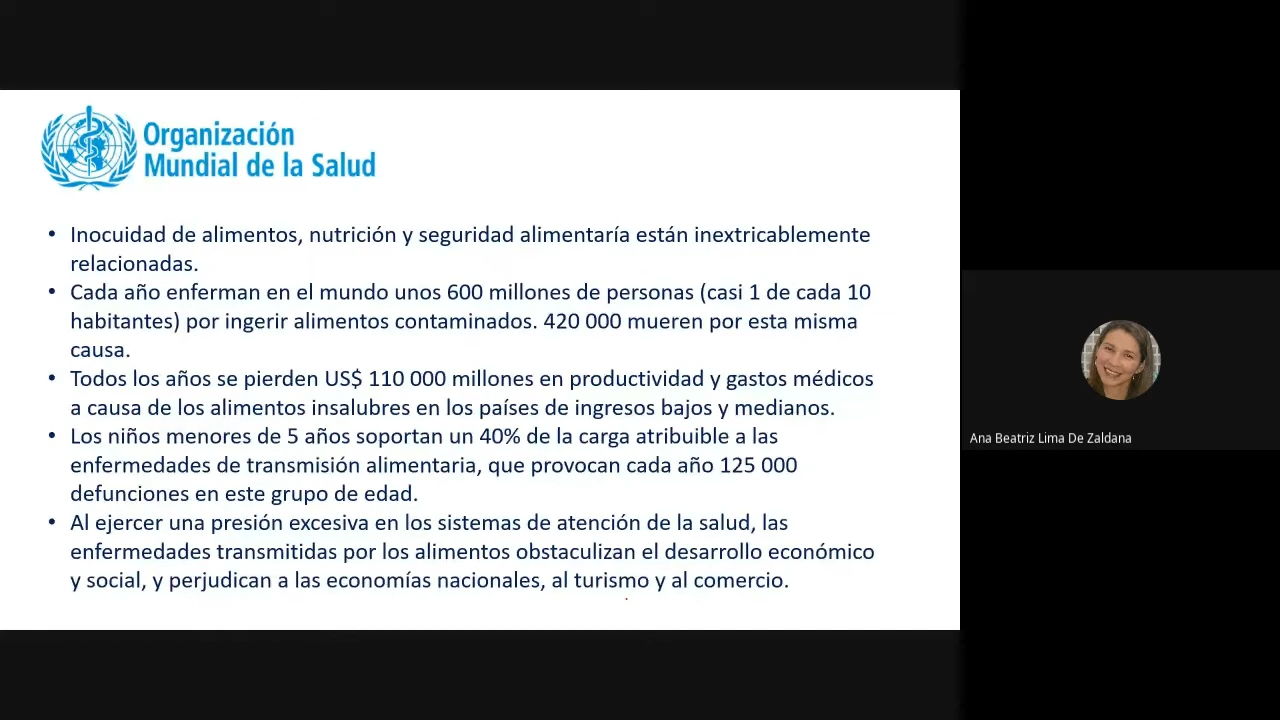 Organización
Mundial de la Salud
• Inocuidad de alimentos, nutrición y seguridad alimentaría están inextricablemente
relacionadas.
• Cada año enferman en el mundo unos 600 millones de personas (casi 1 de cada 10
habitantes) por ingerir alimentos contaminados. 420 000 mueren por esta misma
causa.
• Todos los años se pierden US$ 110 000 millones en productividad y gastos médicos
a causa de los alimentos insalubres en los países de ingresos bajos y medianos.
• Los niños menores de 5 años soportan un 40% de la carga atribuible a las
enfermedades de transmisión alimentaria, que provocan cada año 125 000
defunciones en este grupo de edad.
• Al ejercer una presión excesiva en los sistemas de atención de la salud, las
enfermedades transmitidas por los alimentos obstaculizan el desarrollo económico
y social, y perjudican a las economías nacionales, al turismo y al comercio.
Ana Beatriz Lima De Zaldana